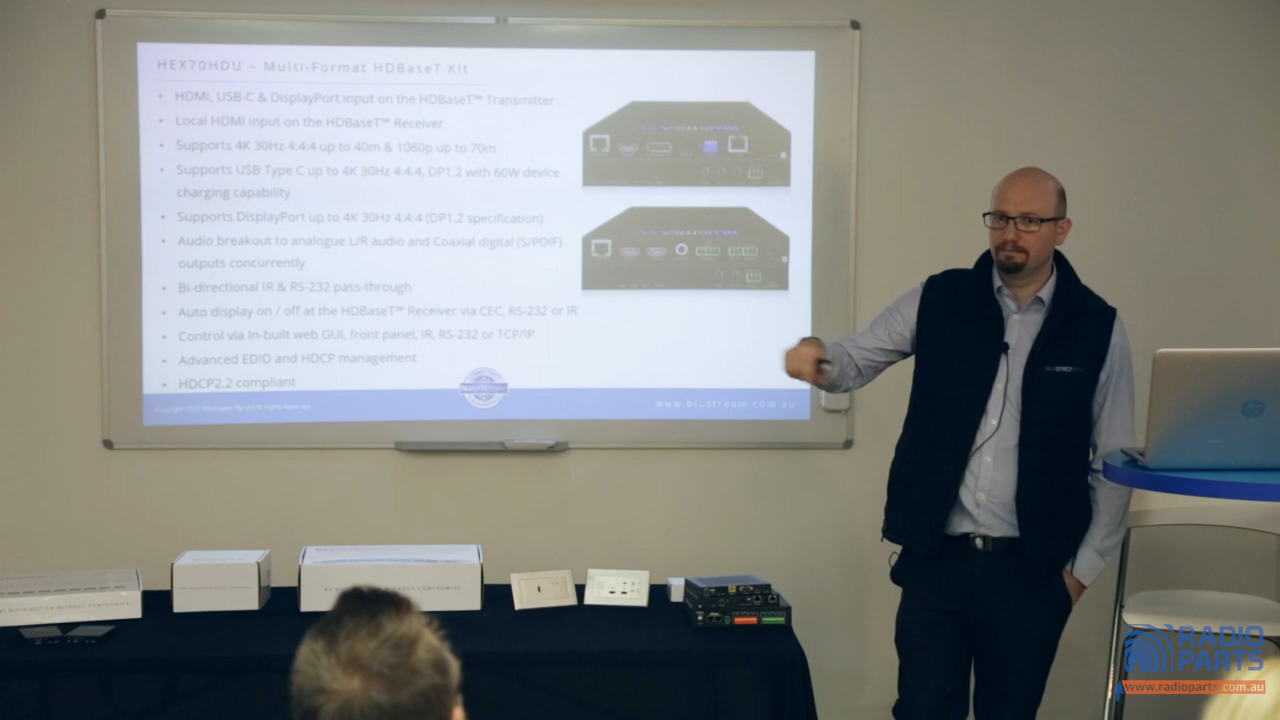 HEX70HDU – Multi-Format HDBaseT Kit
• HDMI, USB-C & DisplayPort input on the HDBaseT™ Transmitter
• Local HDMI input on the HDBaseT™ Receiver
• Supports 4K 30Hz 4:4:4 up to 40m & 1080p up to 70m
• Supports USB Type C up to 4K 30Hz 4:4:4, DP1.2 with 60W device
charging capability
• Supports DisplayPort up to 4K 30Hz 4:4:4 (DP1.2 specification)
• Audio breakout to analogue L/R audio and Coaxial digital (S/PDIF)
outputs concurrently
• Bi-directional IR & RS-232 pass-through
• Auto display on / off at the HDBaseT™ Receiver via CEC, RS-232 or IR
• Control via In-built web GUI, front panel, IR, RS-232 or TCP/IP
• Advanced EDID and HDCP management
• HDCP2.2 compliant
www.blustream.com.au
BLUSTREAM
hp
DISTRIBUTION WITHOUT COMPROMISE
RADIO
PARTS
www.radioparts.com.au